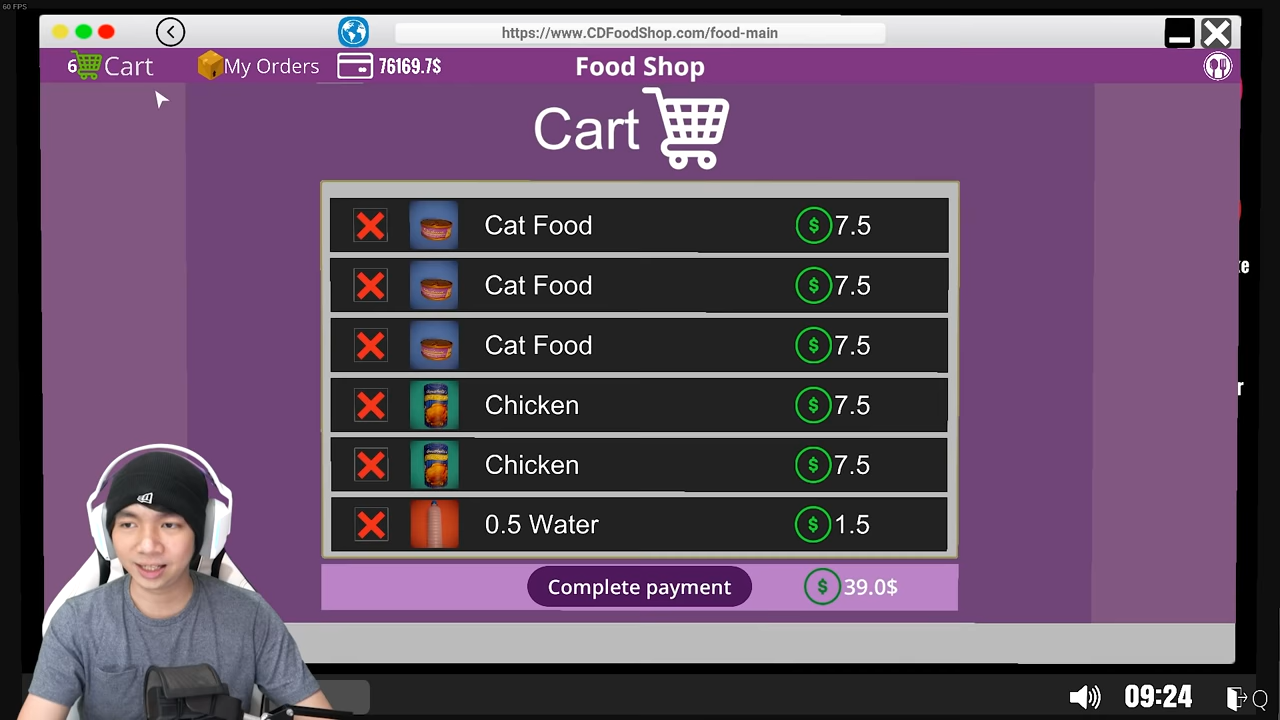 60 FPS
https://www.CDFoodShop.com/food-main
6 Cart My Orders 76169.7$ Food Shop
Cart
Cat Food $ 7.5
Cat Food $ 7.5
Cat Food $ 7.5
Chicken $ 7.5
Chicken $ 7.5
0.5 Water $ 1.5
Complete payment $ 39.0$
09:24 Q